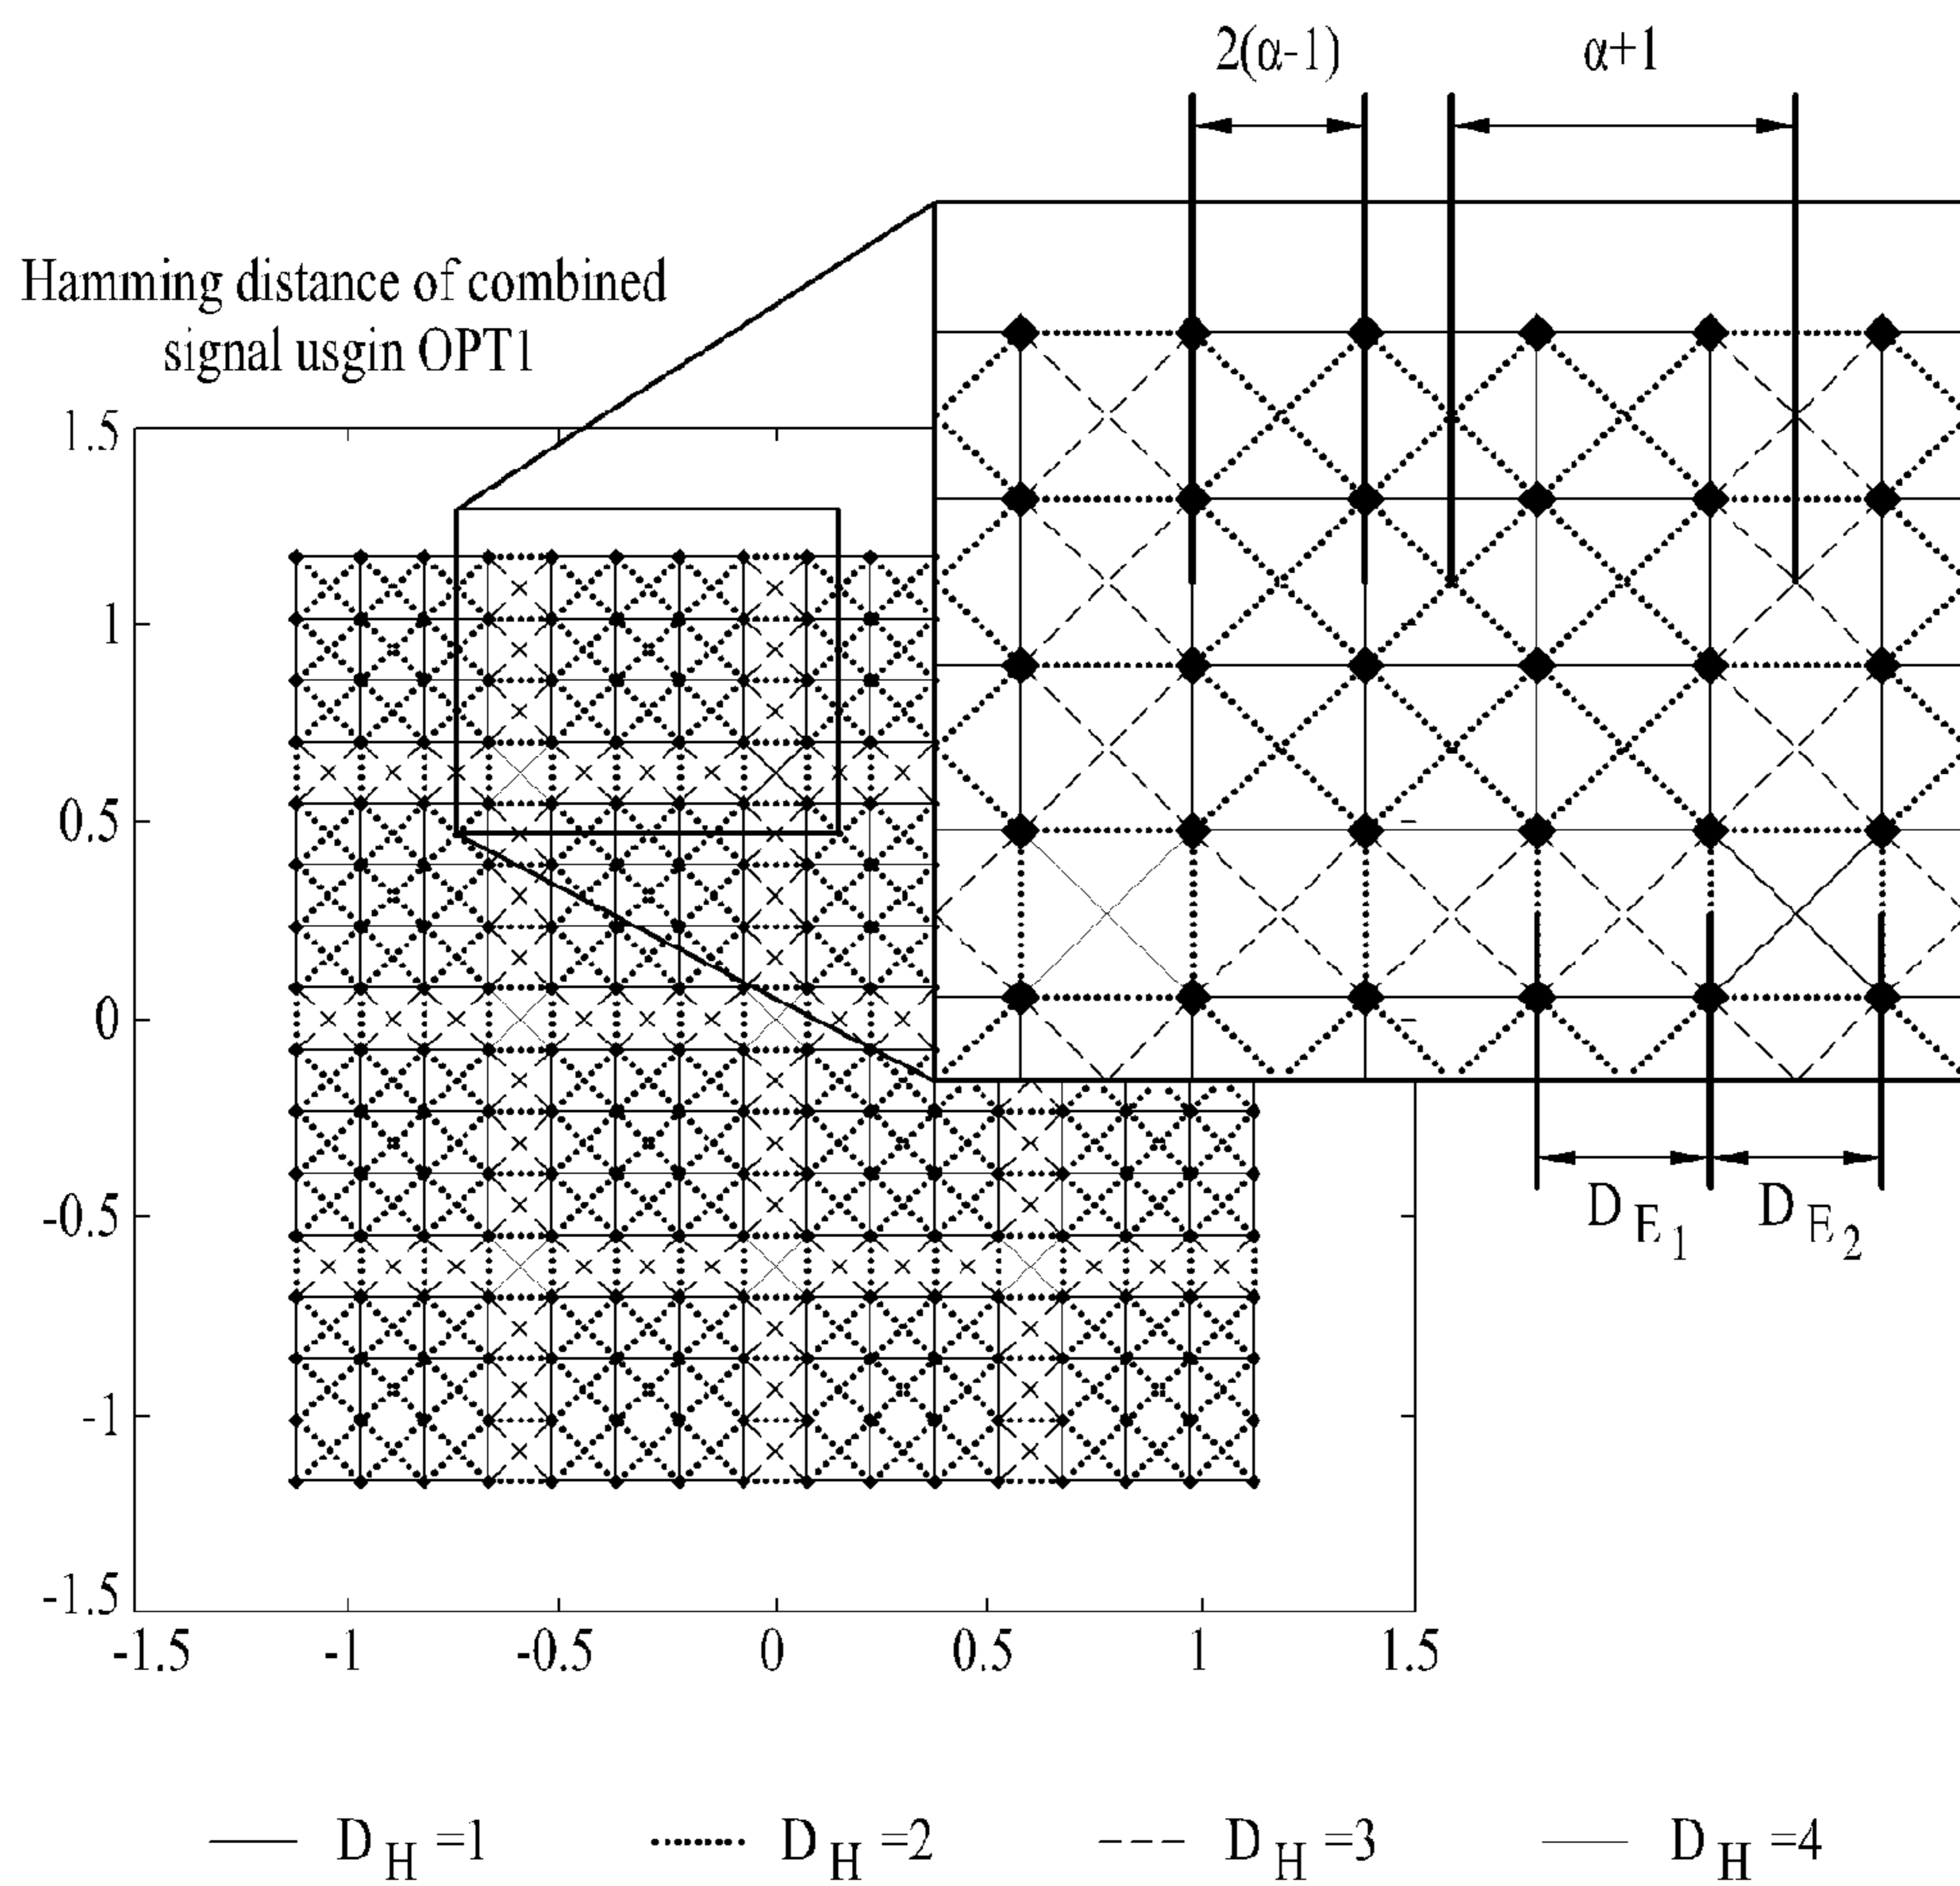 2(α-1)
α+1
Hamming distance of combined
signal usgin OPT1
1.5
1
0.5
0
-0.5
-1
-1.5
-1.5 -1 -0.5 0 0.5 1 1.5
D E 1 D E 2
D H =1 D H =2 D H =3 D H =4